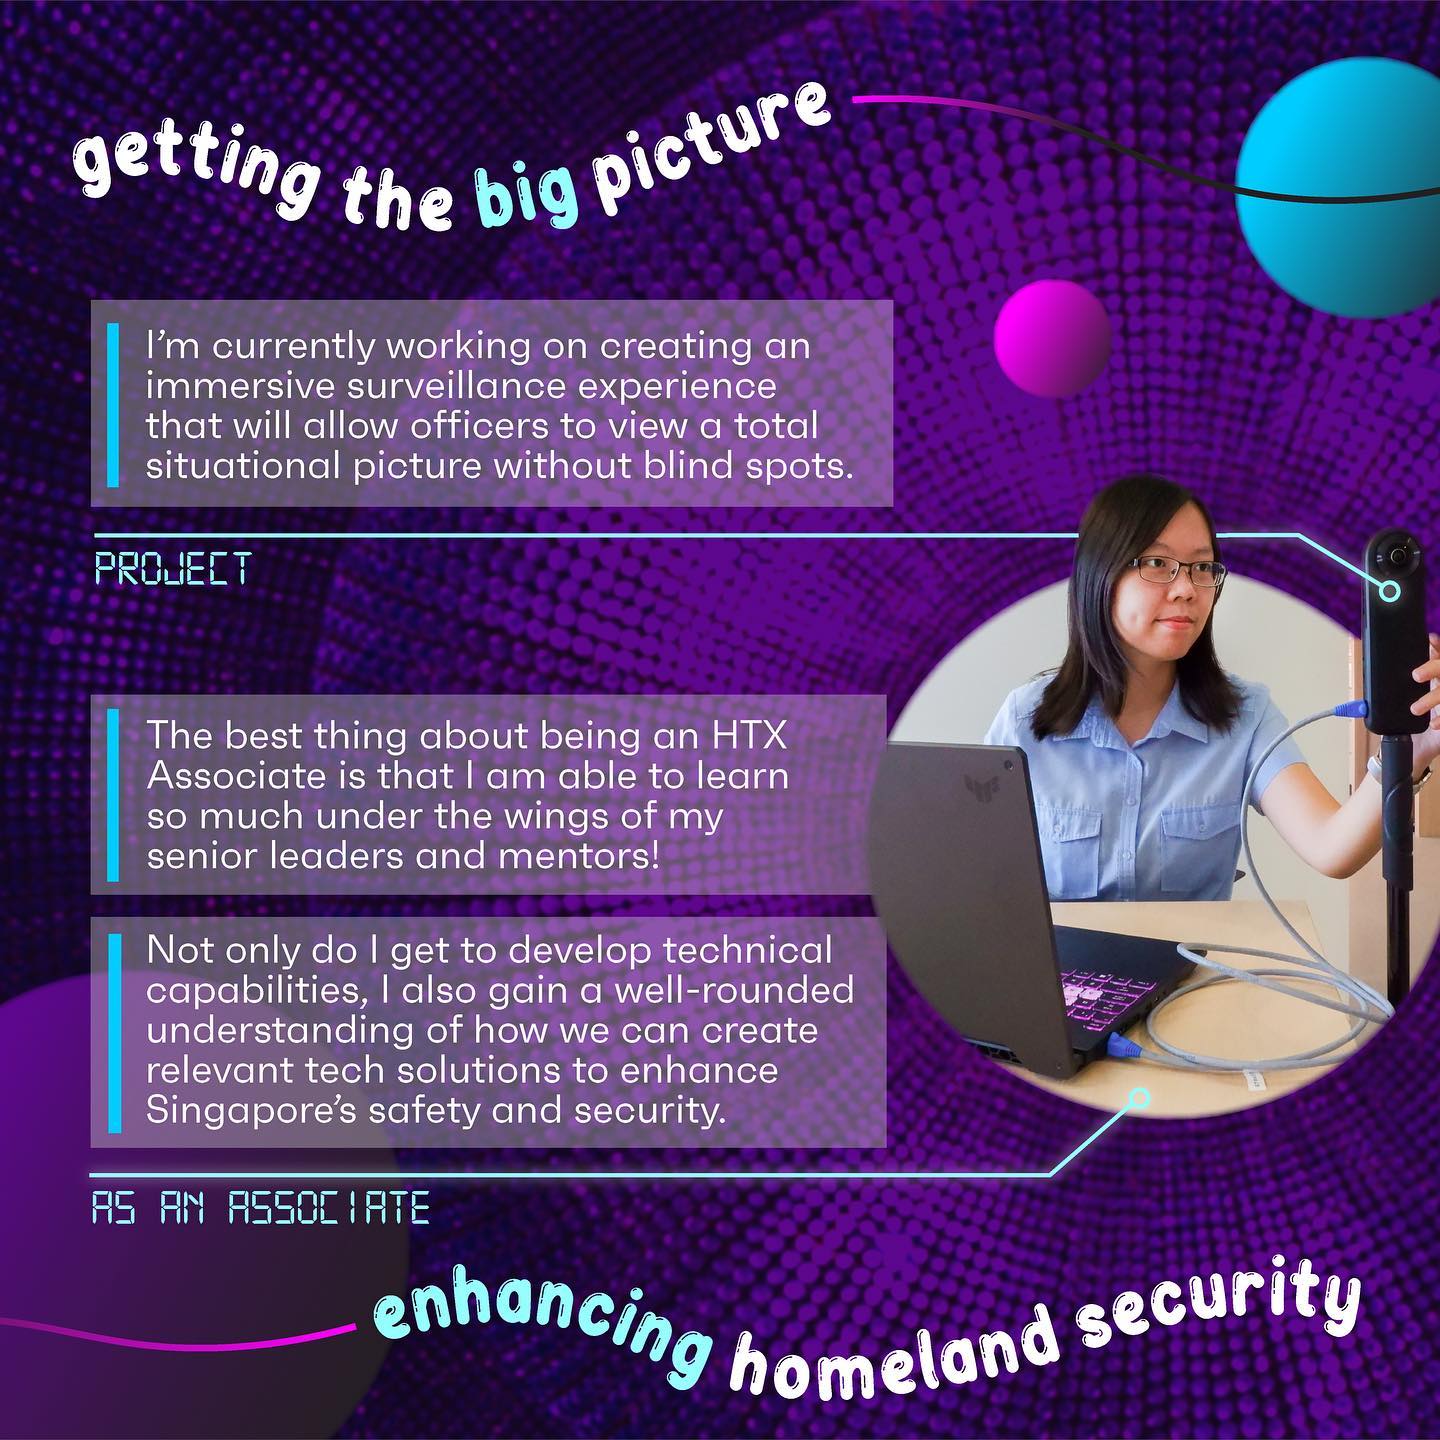 getting the big picture
I'm currently working on creating an
immersive surveillance experience
that will allow officers to view a total
situational picture without blind spots.
PROJECT
The best thing about being an HTX
Associate is that I am able to learn
so much under the wings of my
senior leaders and mentors!
Not only do I get to develop technical
capabilities, I also gain a well-rounded
understanding of how we can create
relevant tech solutions to enhance
Singapore's safety and security.
AS AN ASSOCIATE
enhancing homeland security